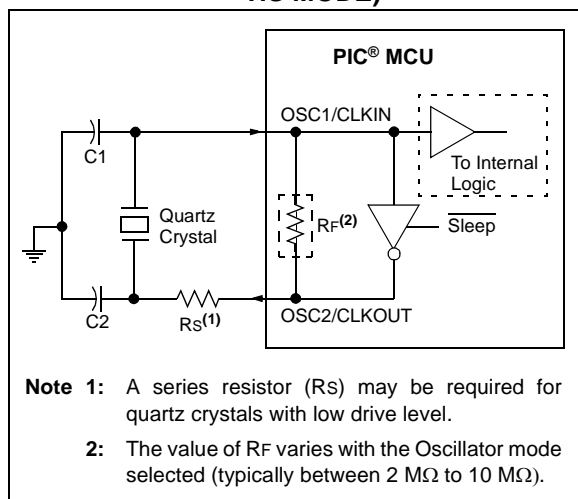 PIC® MCU
OSC1/CLKIN
C1
To Internal
Logic
Quartz
Crystal
RF(2)
Sleep
C2
RS(1)
OSC2/CLKOUT
Note 1: A series resistor (RS) may be required for
quartz crystals with low drive level.
2: The value of RF varies with the Oscillator mode
selected (typically between 2 MΩ to 10 MΩ).